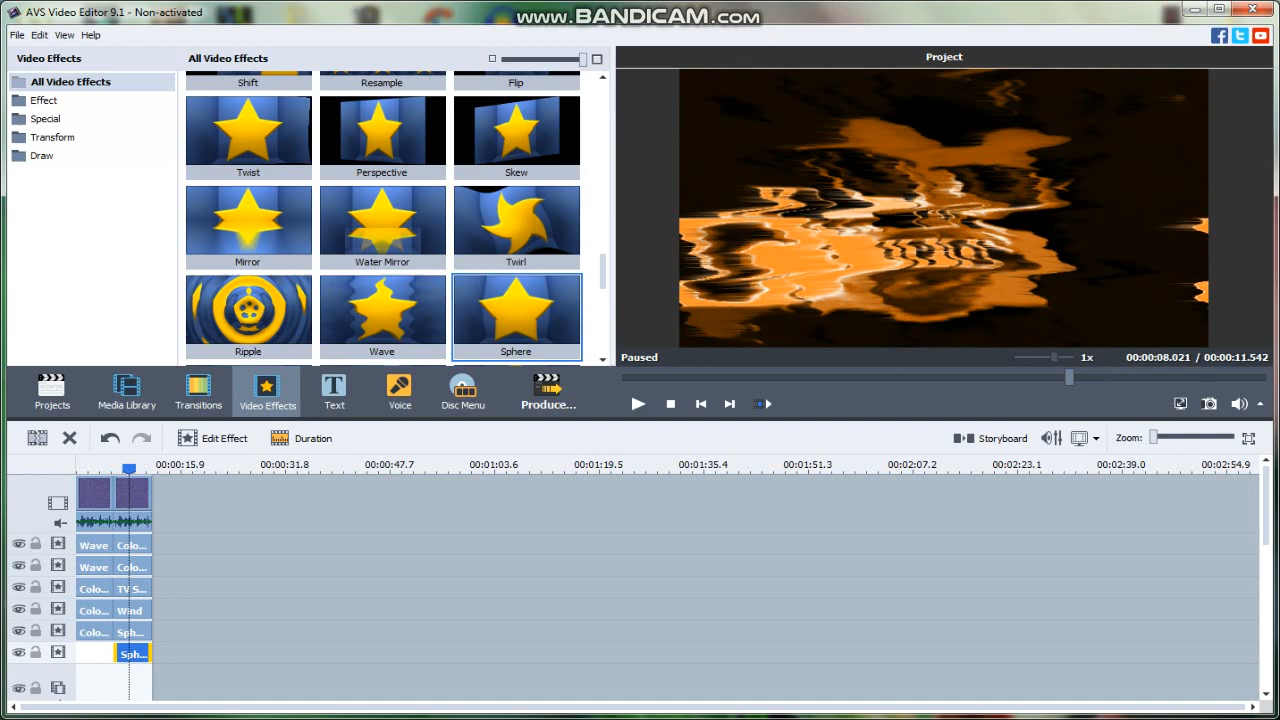 AVS Video Editor 9.1 - Non-activated
www.BANDICAM.com
File Edit View Help
Video Effects
All Video Effects
Project
All Video Effects
Effect
Special
Transform
Draw
Shift Resample Flip
Twist Perspective Skew
Mirror Water Mirror Twirl
Ripple Wave Sphere
Paused 1x 00:00:08.021 / 00:00:11.542
Projects Media Library Transitions Video Effects Text Voice Disc Menu Produce...
Edit Effect Duration Storyboard Zoom:
00:00:15.9 00:00:31.8 00:00:47.7 00:01:03.6 00:01:19.5 00:01:35.4 00:01:51.3 00:02:07.2 00:02:23.1 00:02:39.0 00:02:54.9
Wave Colo...
Wave Colo...
Colo... TV S...
Colo... Wind
Colo... Sph...
Sph...